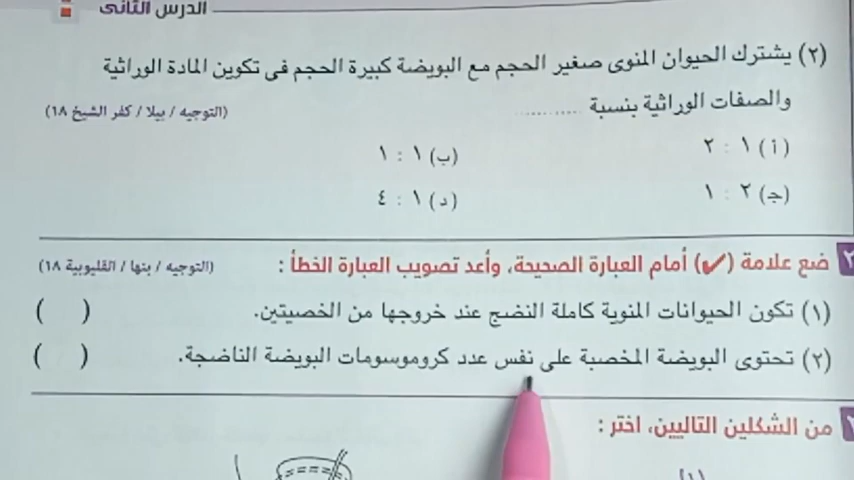 الدرس الثانى
(٢) يشترك الحيوان المنوى صغير الحجم مع البويضة كبيرة الحجم فى تكوين المادة الوراثية
والصفات الوراثية بنسبة ........... (التوجيه / بيلا / كفر الشيخ ١٨)
(أ) ١ : ٢ (ب) ١ : ١
(جـ) ٢ : ١ (د) ١ : ٤
ضع علامة (✓) أمام العبارة الصحيحة، وأعد تصويب العبارة الخطأ : (التوجيه / بنها / القليوبية ١٨)
(١) تكون الحيوانات المنوية كاملة النضج عند خروجها من الخصيتين. ( )
(٢) تحتوى البويضة المخصبة على نفس عدد كروموسومات البويضة الناضجة. ( )
من الشكلين التاليين، اختر :
(١)